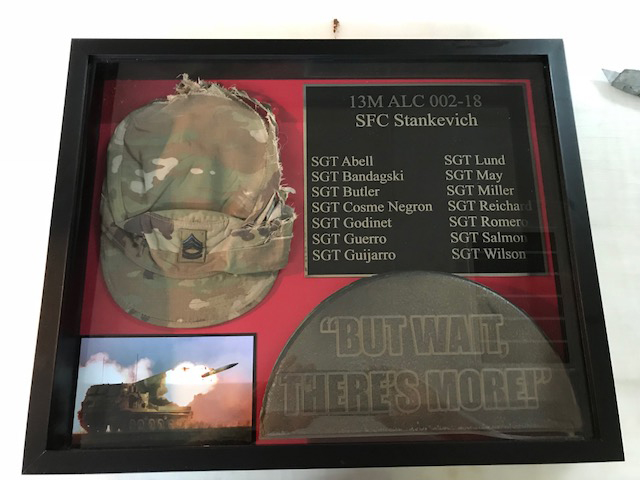 13M ALC 002-18
SFC Stankevich
SGT Abell SGT Lund
SGT Bandagski SGT May
SGT Butler SGT Miller
SGT Cosme Negron SGT Reichard
SGT Godinet SGT Romero
SGT Guerro SGT Salmon
SGT Guijarro SGT Wilson
"BUT WAIT,
THERE'S MORE!"